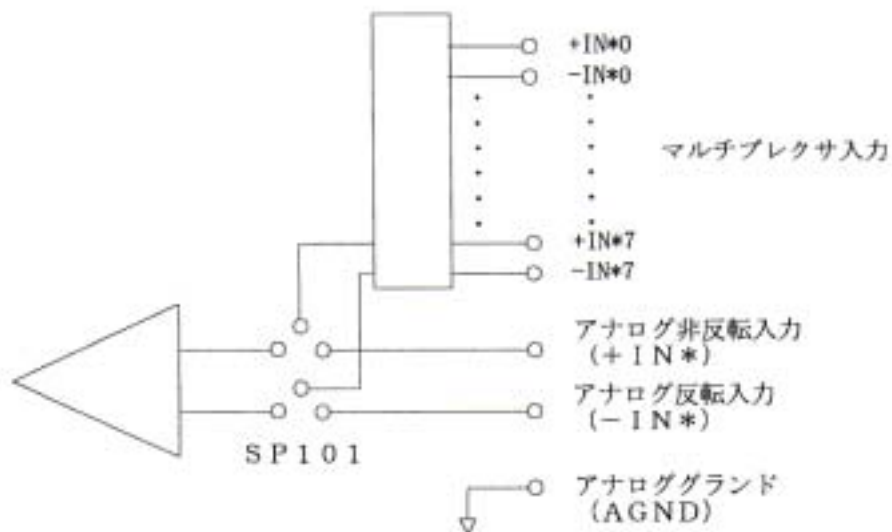 +IN*0
-IN*0
マルチプレクサ入力
+IN*7
-IN*7
アナログ非反転入力
(+IN*)
アナログ反転入力
(-IN*)
SP101
アナロググランド
(AGND)